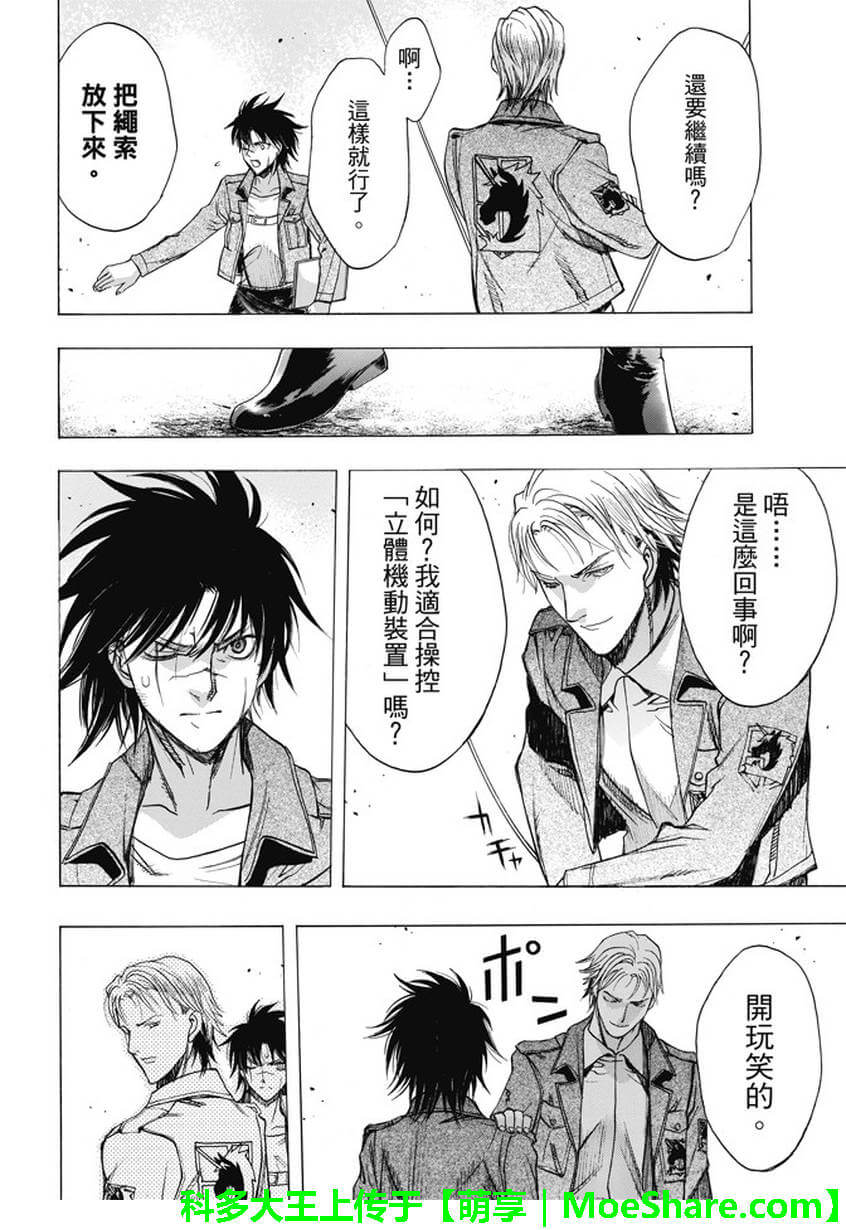 還要繼續嗎？
啊…
這樣就行了。
把繩索
放下來。
唔……
是這麼回事啊？
如何？我適合操控
「立體機動裝置」嗎？
カチャ
開玩笑的。
ポン
科多大王上传于【萌享｜MoeShare.com】